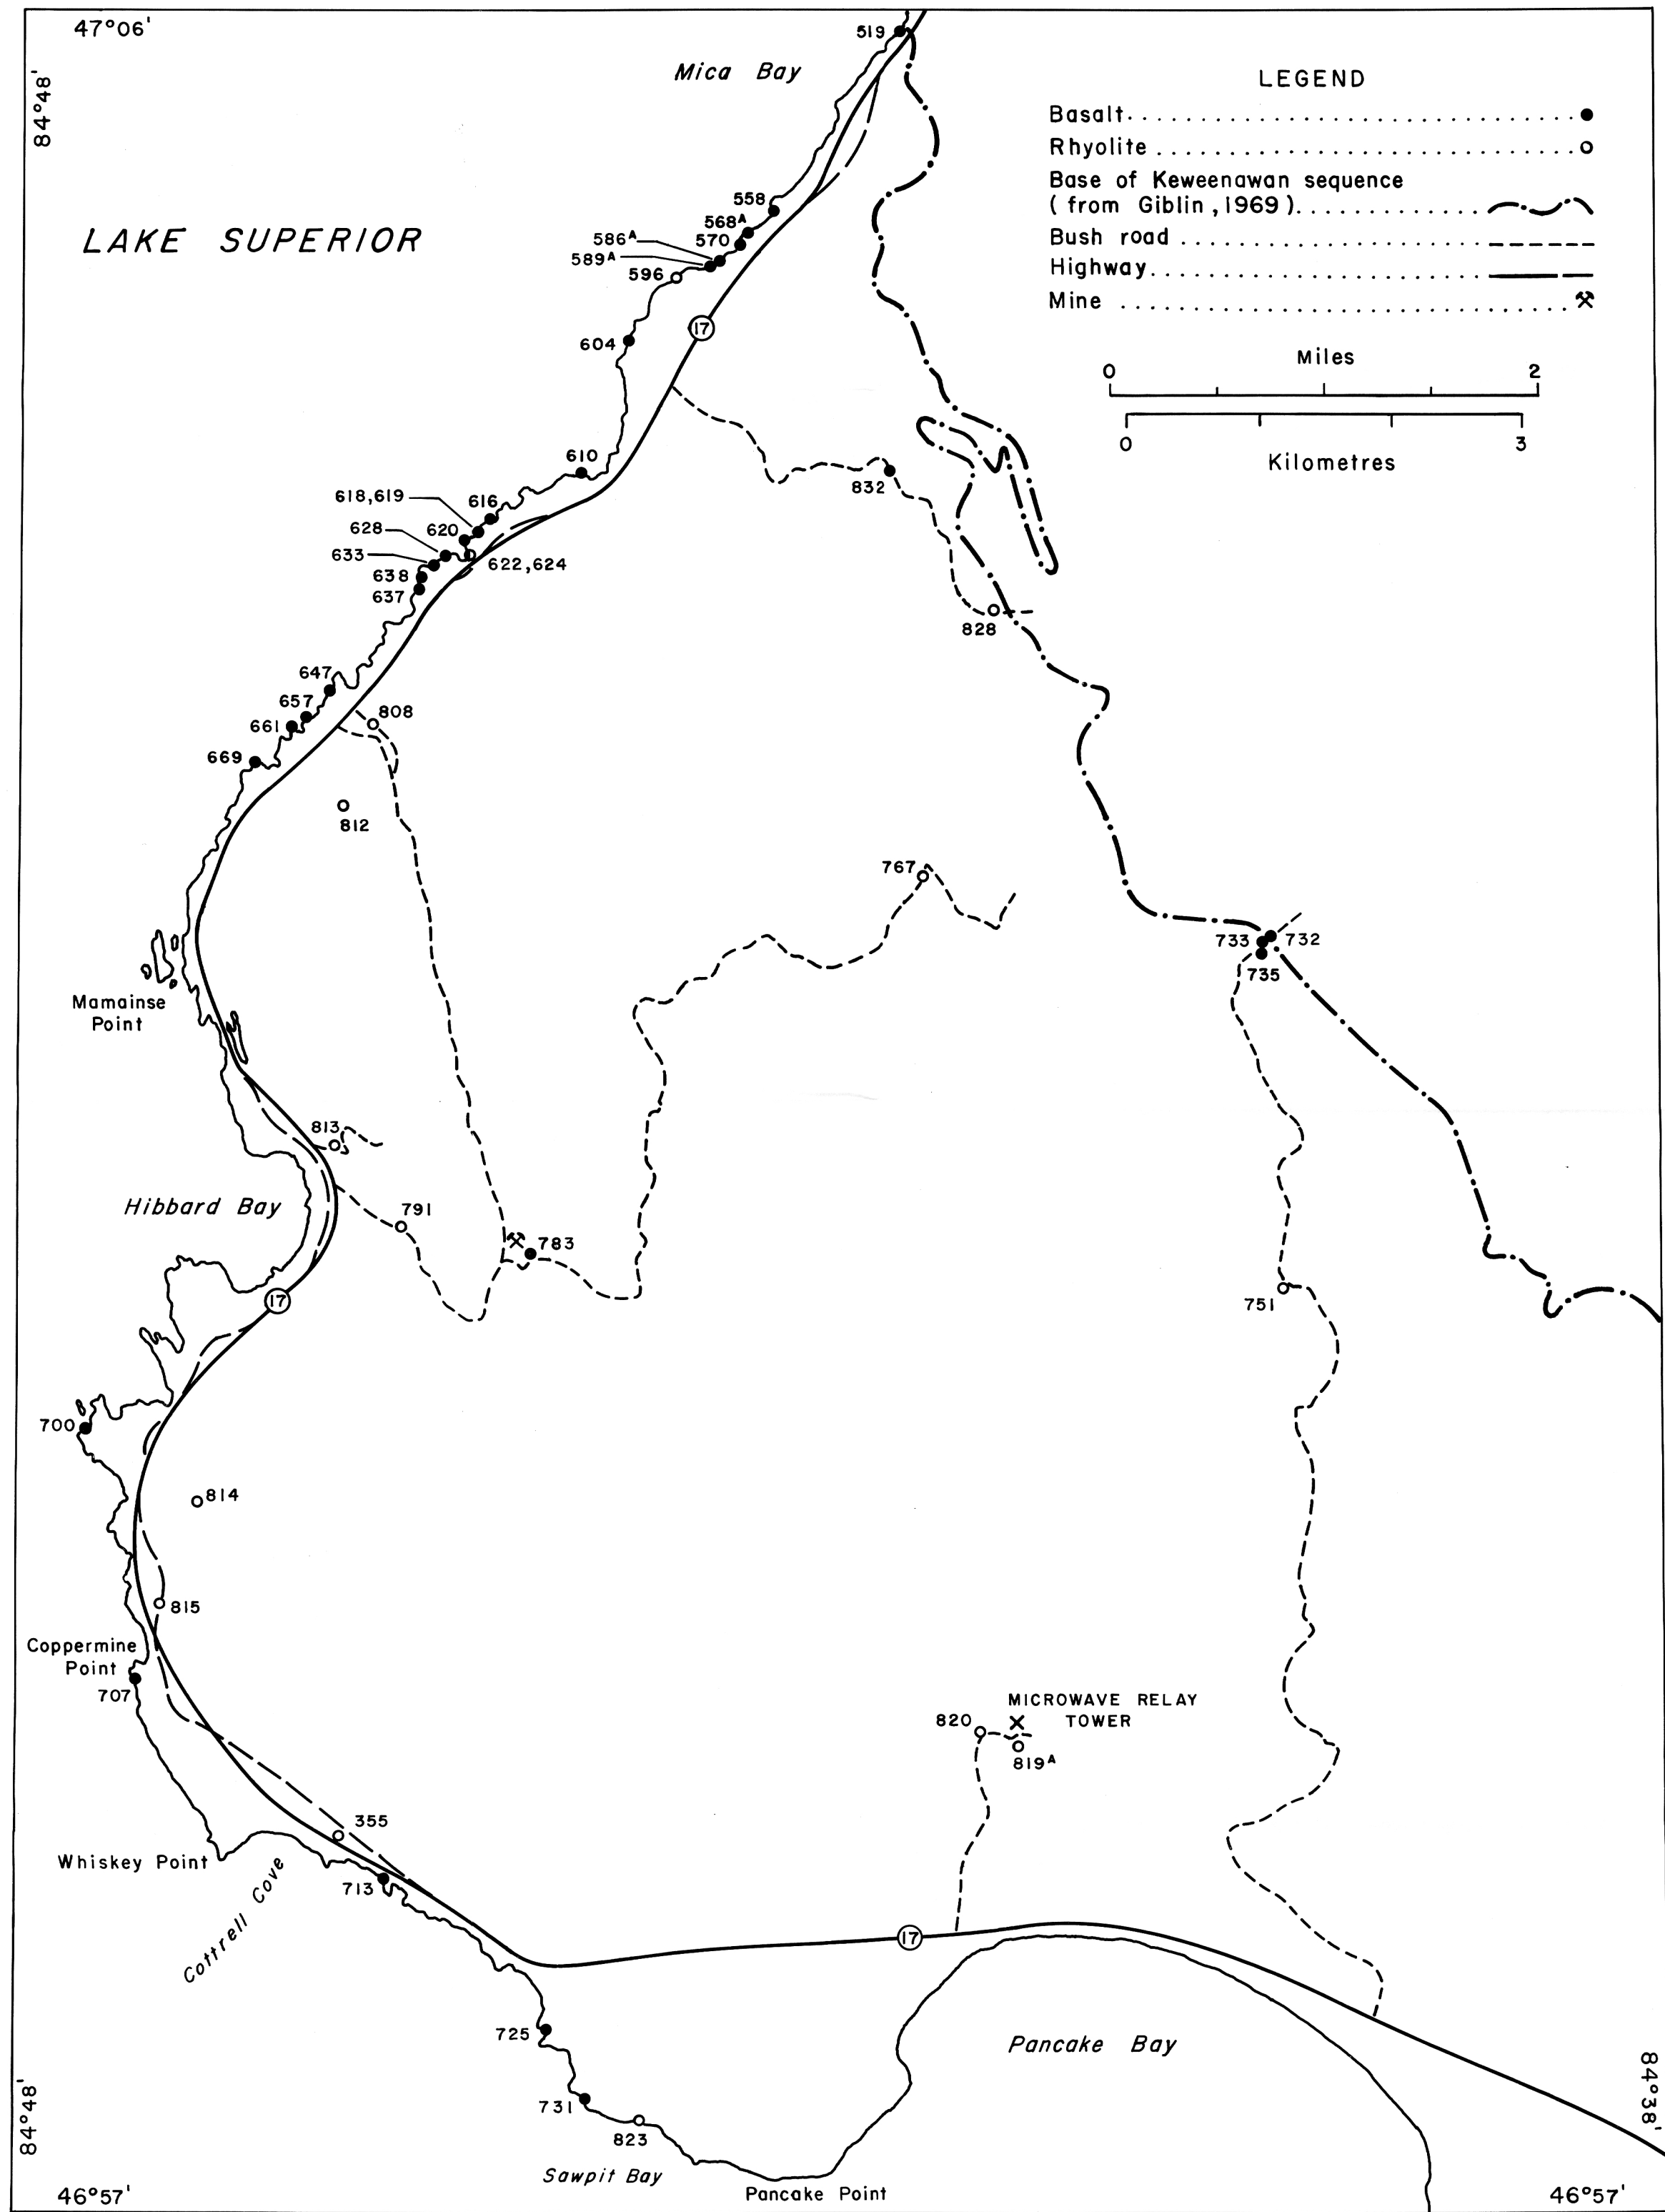 47°06'
84°48'
519
Mica Bay
LEGEND
Basalt
Rhyolite
Base of Keweenawan sequence
(from Giblin, 1969)
Bush road
Highway
Mine
LAKE SUPERIOR
558
568A
586A
570
589A
596
17
604
Miles
0 2
0 3
Kilometres
610
832
618,619
616
628
620
633
622,624
638
637
828
647
657
808
661
669
812
767
733
732
735
Mamainse
Point
813
Hibbard Bay
791
783
17
751
700
814
815
Coppermine
Point
707
MICROWAVE RELAY
TOWER
820
819A
355
Whiskey Point
713
Cottrell Cove
17
725
Pancake Bay
731
823
84°48'
84°38'
Sawpit Bay
Pancake Point
46°57'
46°57'